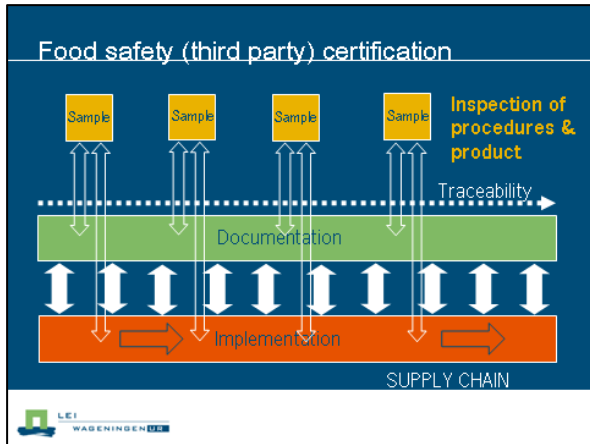 Food safety (third party) certification
Sample
Sample
Sample
Sample
Inspection of
procedures &
product
Traceability
Documentation
Implementation
SUPPLY CHAIN
LEI
WAGENINGEN UR